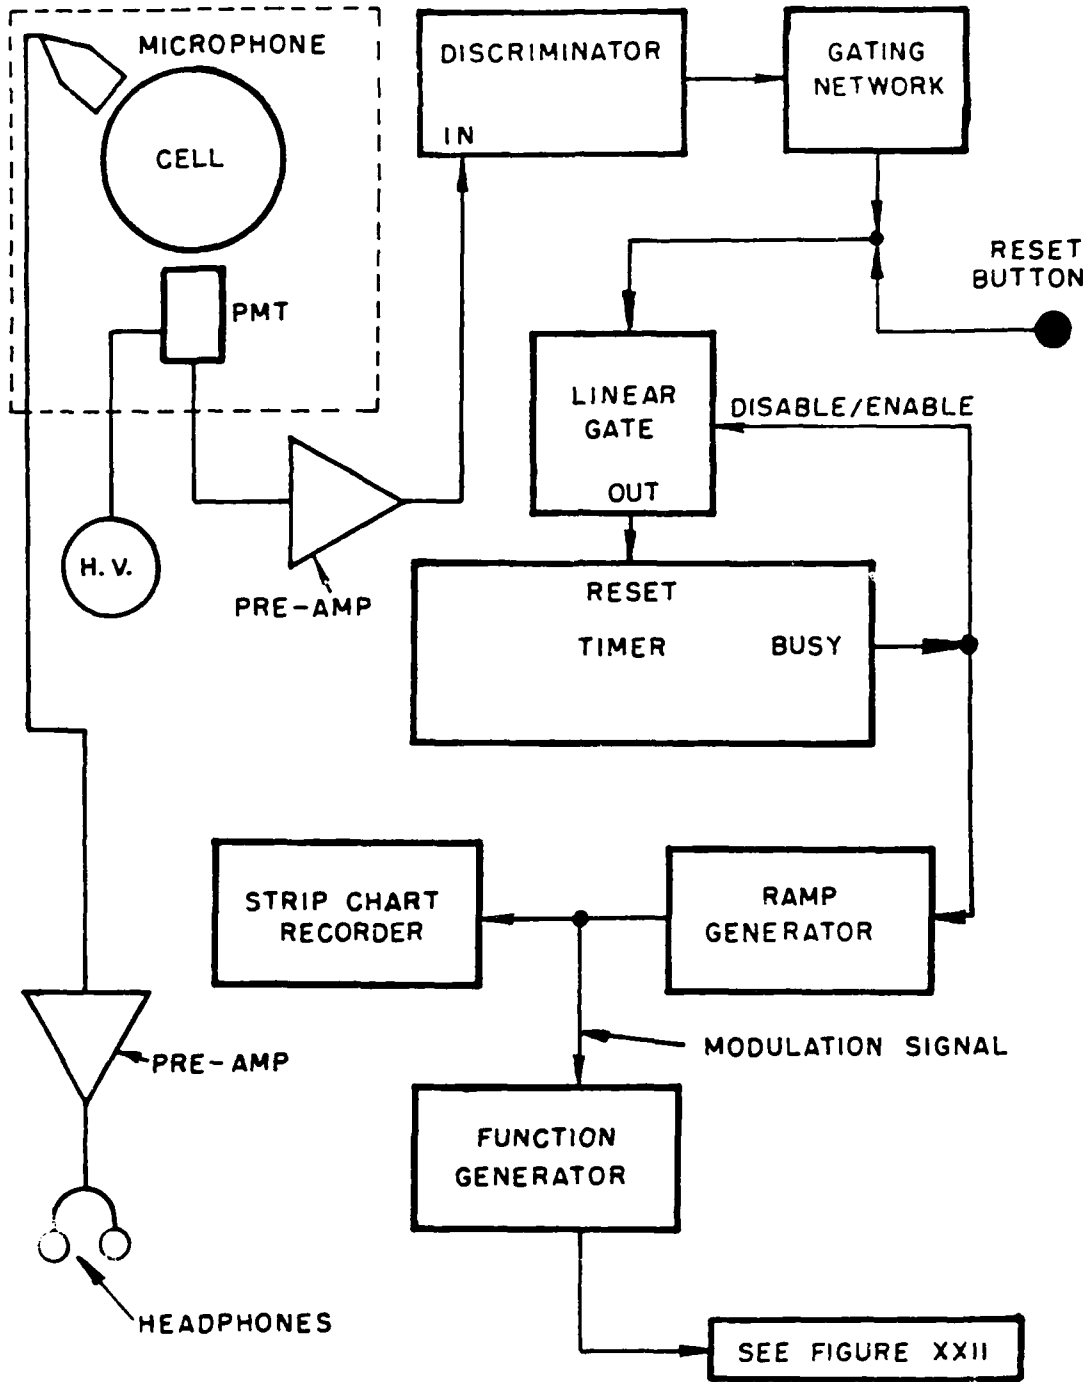 MICROPHONE
CELL
PMT
H.V.
PRE-AMP
DISCRIMINATOR
IN
GATING
NETWORK
RESET
BUTTON
LINEAR
GATE
OUT
DISABLE/ENABLE
RESET
TIMER
BUSY
STRIP CHART
RECORDER
RAMP
GENERATOR
MODULATION SIGNAL
PRE-AMP
FUNCTION
GENERATOR
HEADPHONES
SEE FIGURE XXII